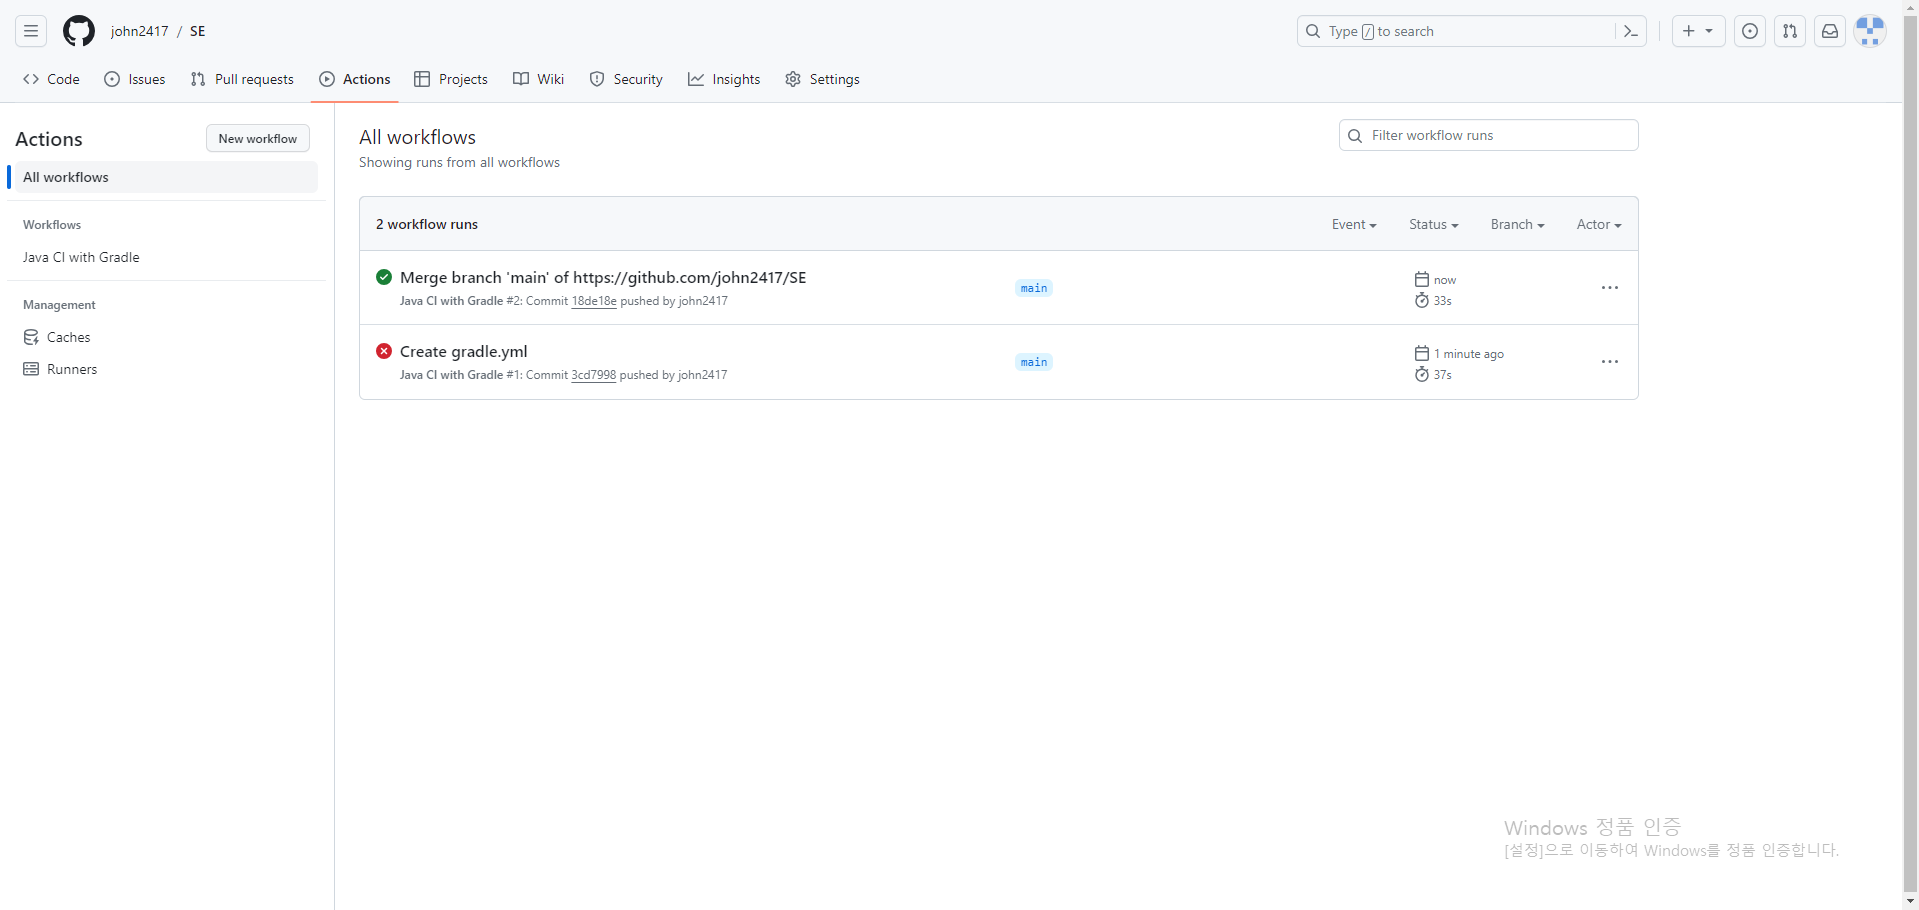 john2417 / SE
Type / to search
Code
Issues
Pull requests
Actions
Projects
Wiki
Security
Insights
Settings
Actions
New workflow
All workflows
Workflows
Java CI with Gradle
Management
Caches
Runners
All workflows
Showing runs from all workflows
Filter workflow runs
2 workflow runs
Event
Status
Branch
Actor
Merge branch 'main' of https://github.com/john2417/SE
Java CI with Gradle #2: Commit 18de18e pushed by john2417
main
now
33s
Create gradle.yml
Java CI with Gradle #1: Commit 3cd7998 pushed by john2417
main
1 minute ago
37s
Windows 정품 인증
[설정]으로 이동하여 Windows를 정품 인증합니다.